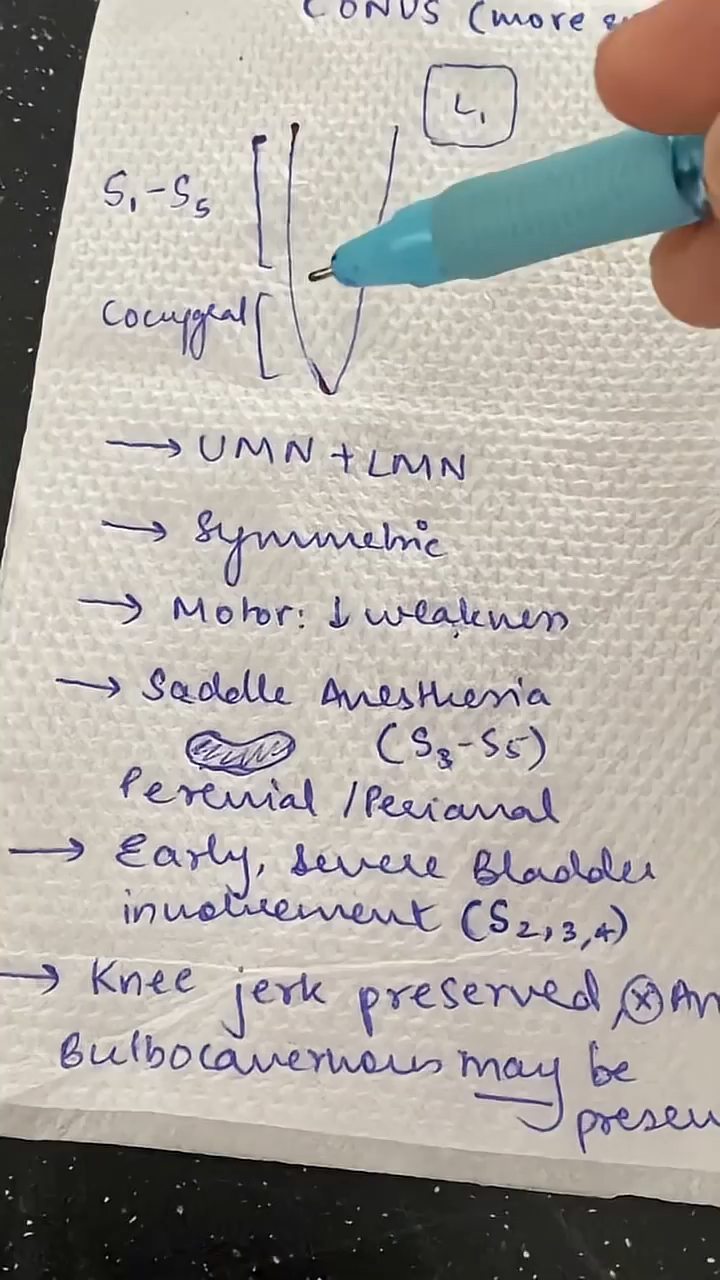 CONUS (more
L₁
S₁-S₅
Coccygeal
→ UMN + LMN
→ Symmetric
→ Motor: ↓ weakness
→ Saddle Anesthesia
(S₃-S₅)
Perenial / Perianal
→ Early, Severe Bladder
involvement (S₂,₃,₄)
→ Knee jerk preserved, ⓧ An
Bulbocavernous may be
presen